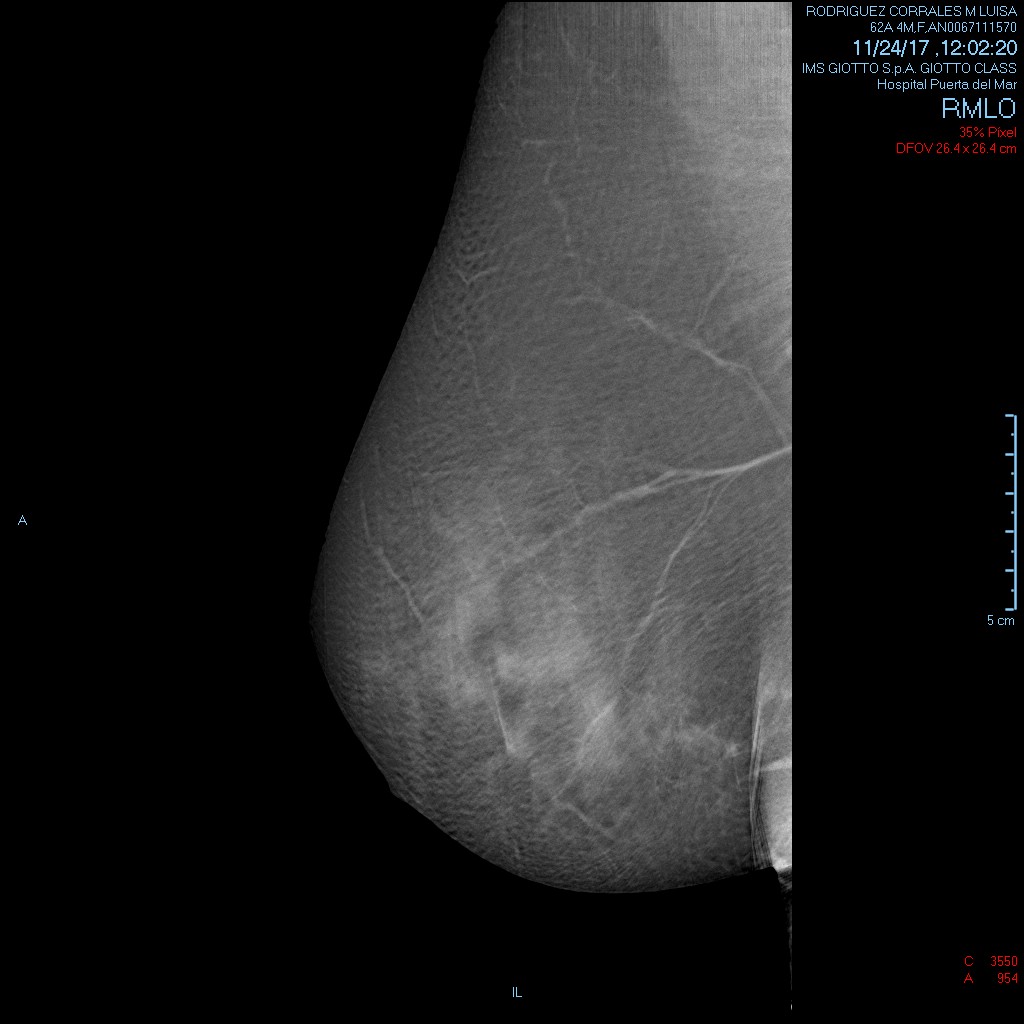 RODRIGUEZ CORRALES M LUISA
62A 4M,F,AN0067111570
11/24/17 ,12:02:20
IMS GIOTTO S.p.A. GIOTTO CLASS
Hospital Puerta del Mar
RMLO
35% Pixel
DFOV 26.4 x 26.4 cm
A
5 cm
C 3550
A 954
IL